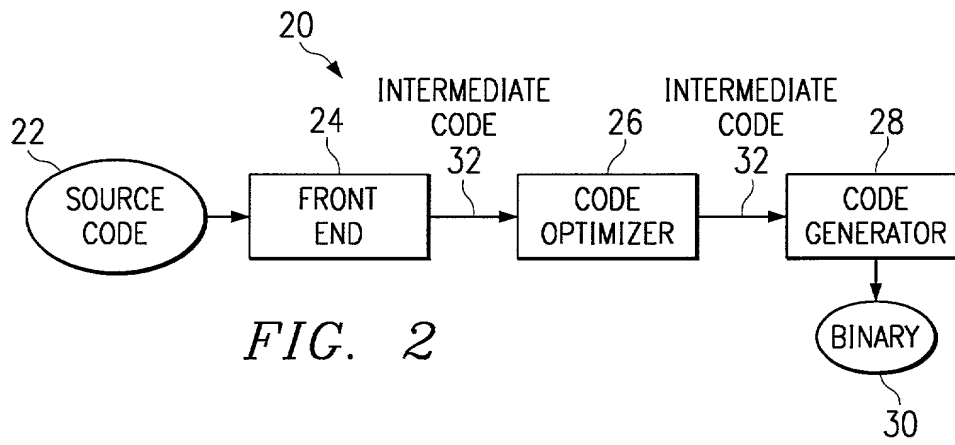 20
INTERMEDIATE
CODE
32
INTERMEDIATE
CODE
32
22
24
26
28
SOURCE
CODE
FRONT
END
CODE
OPTIMIZER
CODE
GENERATOR
BINARY
30
FIG. 2